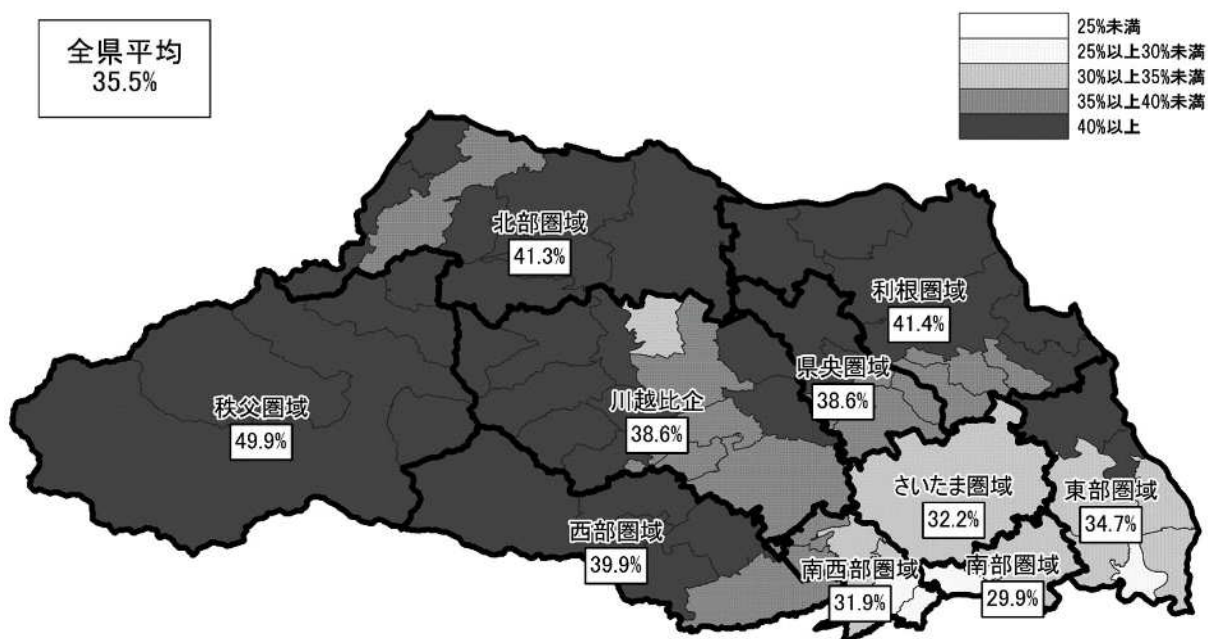 全県平均
35.5%
25%未満
25%以上30%未満
30%以上35%未満
35%以上40%未満
40%以上
北部圏域
41.3%
利根圏域
41.4%
県央圏域
38.6%
川越比企
38.6%
秩父圏域
49.9%
さいたま圏域
32.2%
東部圏域
34.7%
西部圏域
39.9%
南西部圏域
31.9%
南部圏域
29.9%